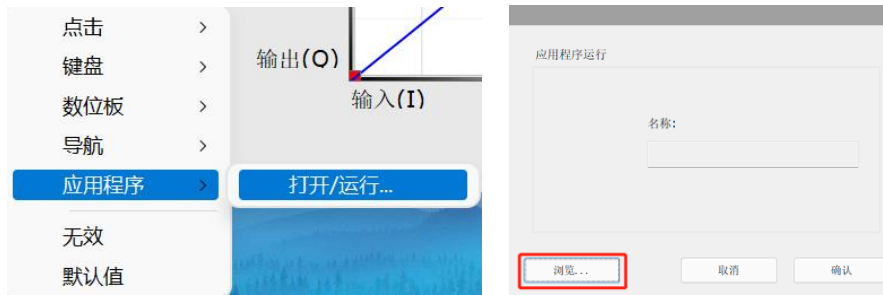 点击
键盘
数位板
导航
应用程序
打开/运行...
无效
默认值
输出(O)
输入(I)
应用程序运行
名称:
浏览...
取消
确认